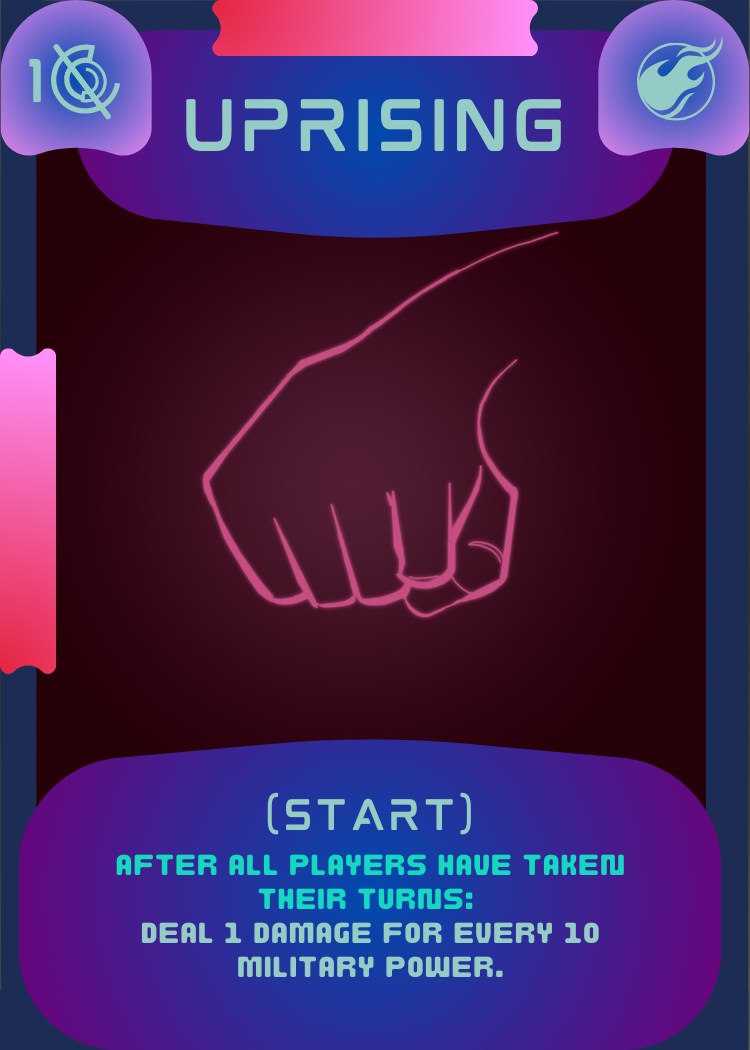 1
UPRISING
(START)
AFTER ALL PLAYERS HAVE TAKEN
THEIR TURNS:
DEAL 1 DAMAGE FOR EVERY 10
MILITARY POWER.